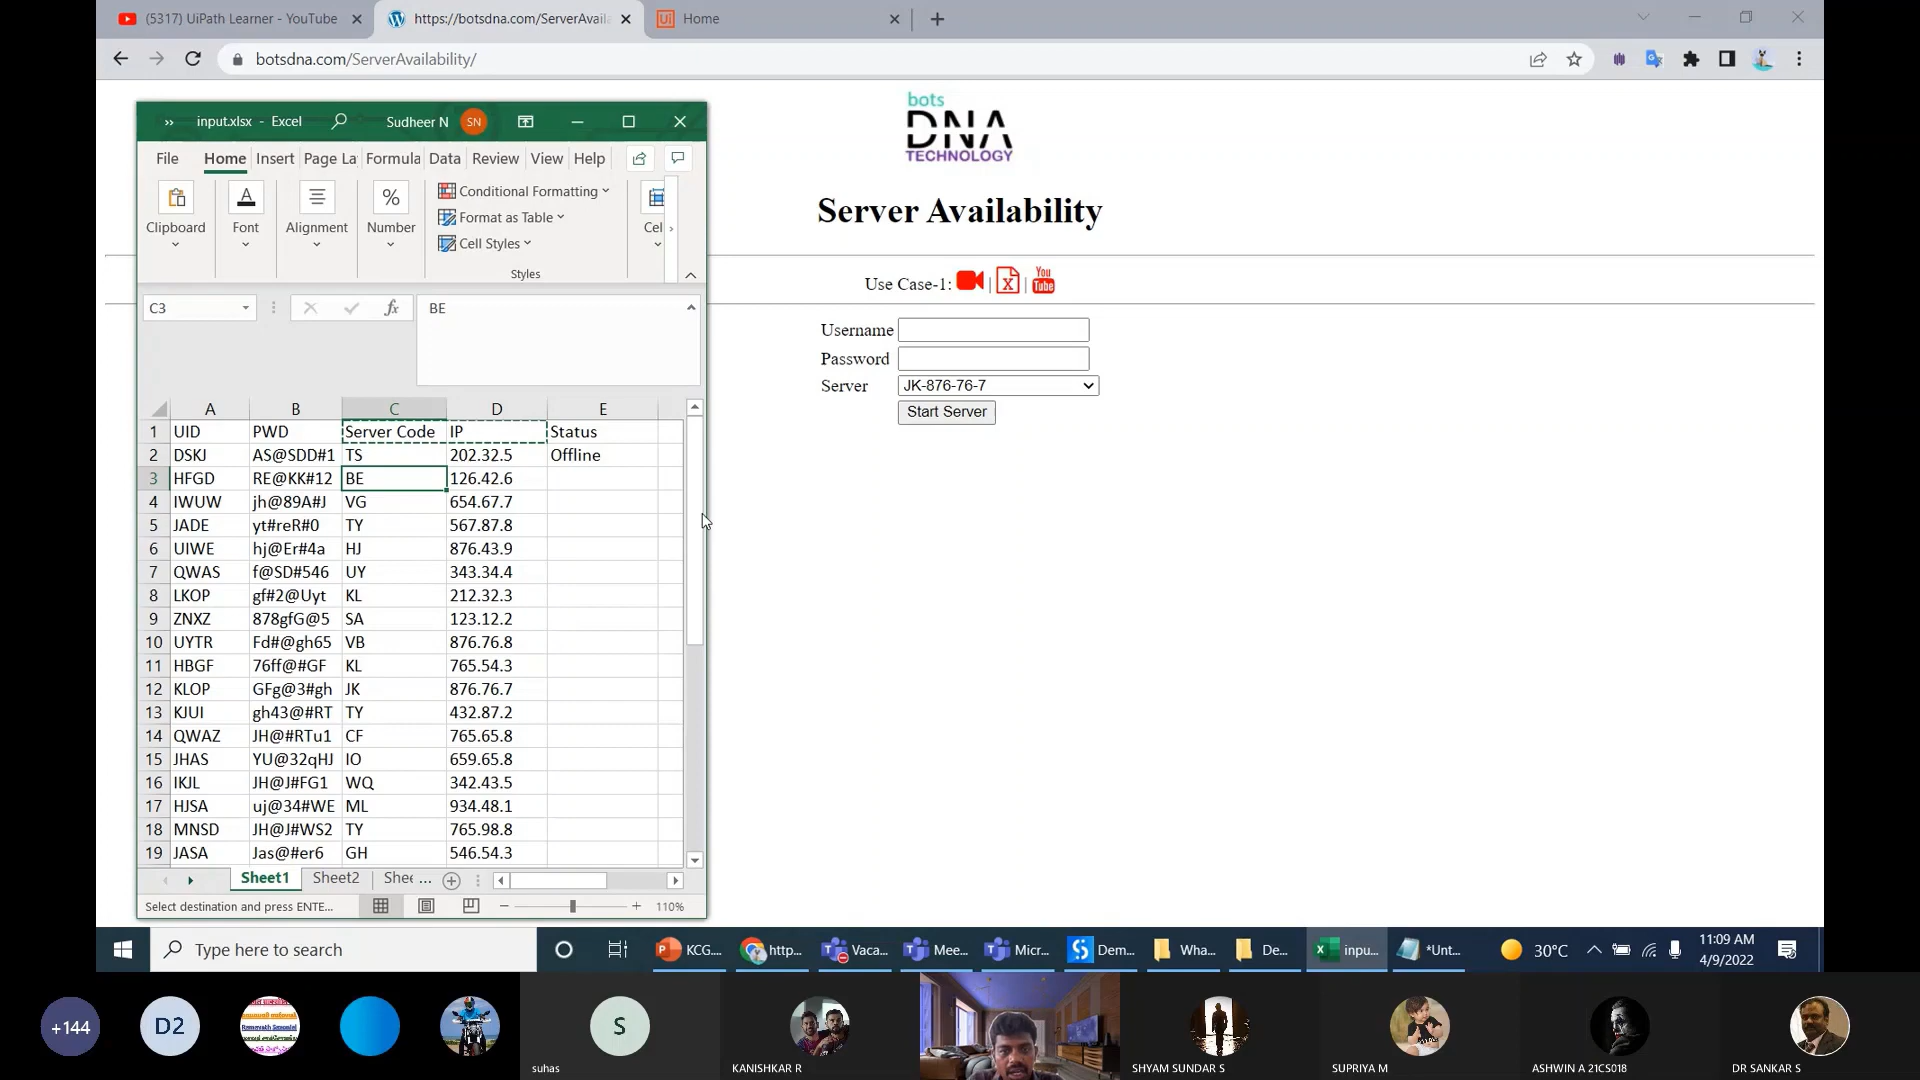 (5317) UiPath Learner - YouTube
https://botsdna.com/ServerAvaila
Ui Home
botsdna.com/ServerAvailability/
bots
DNA
TECHNOLOGY
Server Availability
Use Case-1: | X | You Tube
Username
Password
Server JK-876-76-7
Start Server
input.xlsx - Excel Sudheer N SN
File Home Insert Page La Formula Data Review View Help
Clipboard Font Alignment Number
Conditional Formatting
Format as Table
Cell Styles
Cel
Styles
C3 fx BE
A B C D E
1 UID PWD Server Code IP Status
2 DSKJ AS@SDD#1 TS 202.32.5 Offline
3 HFGD RE@KK#12 BE 126.42.6
4 IWUW jh@89A#J VG 654.67.7
5 JADE yt#reR#0 TY 567.87.8
6 UIWE hj@Er#4a HJ 876.43.9
7 QWAS f@SD#546 UY 343.34.4
8 LKOP gf#2@Uyt KL 212.32.3
9 ZNXZ 878gfG@5 SA 123.12.2
10 UYTR Fd#@gh65 VB 876.76.8
11 HBGF 76ff@#GF KL 765.54.3
12 KLOP GFg@3#gh JK 876.76.7
13 KJUI gh43@#RT TY 432.87.2
14 QWAZ JH@#RTu1 CF 765.65.8
15 JHAS YU@32qHJ IO 659.65.8
16 IKJL JH@J#FG1 WQ 342.43.5
17 HJSA uj@34#WE ML 934.48.1
18 MNSD JH@J#WS2 TY 765.98.8
19 JASA Jas@#er6 GH 546.54.3
Sheet1 Sheet2 Shee ...
Select destination and press ENTE... 110%
Type here to search
KCG... http... Vaca... Mee... Micr... Dem... Wha... De... inpu... *Unt...
30°C
11:09 AM
4/9/2022
+144
D2
S
suhas
KANISHKAR R
SHYAM SUNDAR S
SUPRIYA M
ASHWIN A 21CS018
DR SANKAR S